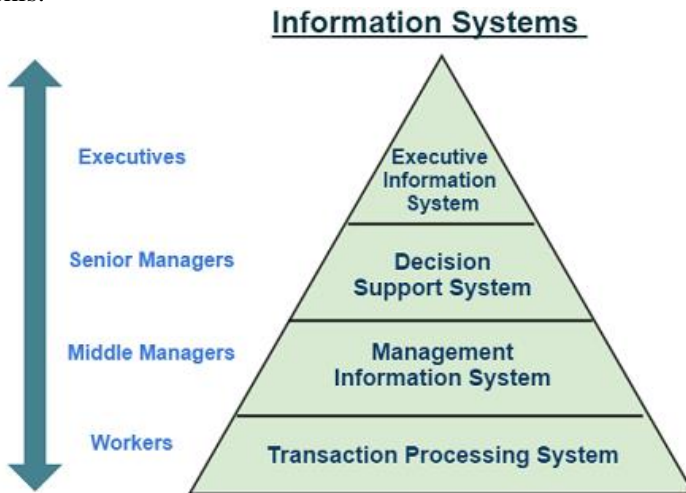 Information Systems
Executives
Executive
Information
System
Senior Managers
Decision
Support System
Middle Managers
Management
Information System
Workers
Transaction Processing System